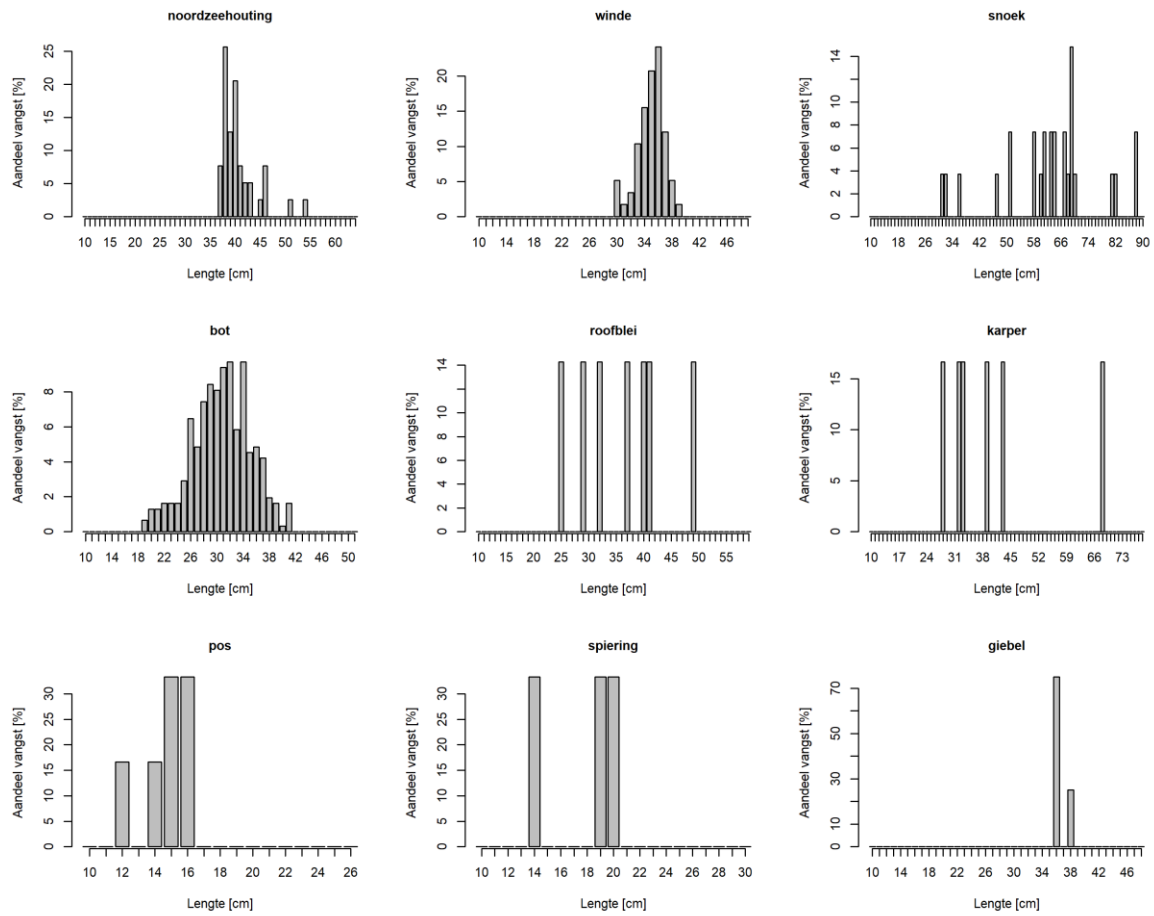 noordzeehouting
Aandeel vangst [%]
0 5 10 15 20 25
10 15 20 25 30 35 40 45 50 55 60
Lengte [cm]
winde
Aandeel vangst [%]
0 5 10 15 20
10 14 18 22 26 30 34 38 42 46
Lengte [cm]
snoek
Aandeel vangst [%]
0 2 4 6 8 10 14
10 18 26 34 42 50 58 66 74 82 90
Lengte [cm]
bot
Aandeel vangst [%]
0 2 4 6 8
10 14 18 22 26 30 34 38 42 46 50
Lengte [cm]
roofblei
Aandeel vangst [%]
0 2 4 6 8 10 12 14
10 15 20 25 30 35 40 45 50 55
Lengte [cm]
karper
Aandeel vangst [%]
0 5 10 15
10 17 24 31 38 45 52 59 66 73
Lengte [cm]
pos
Aandeel vangst [%]
0 5 10 15 20 25 30
10 12 14 16 18 20 22 24 26
Lengte [cm]
spiering
Aandeel vangst [%]
0 5 10 15 20 25 30
10 12 14 16 18 20 22 24 26 28 30
Lengte [cm]
giebel
Aandeel vangst [%]
0 10 30 50 70
10 14 18 22 26 30 34 38 42 46
Lengte [cm]